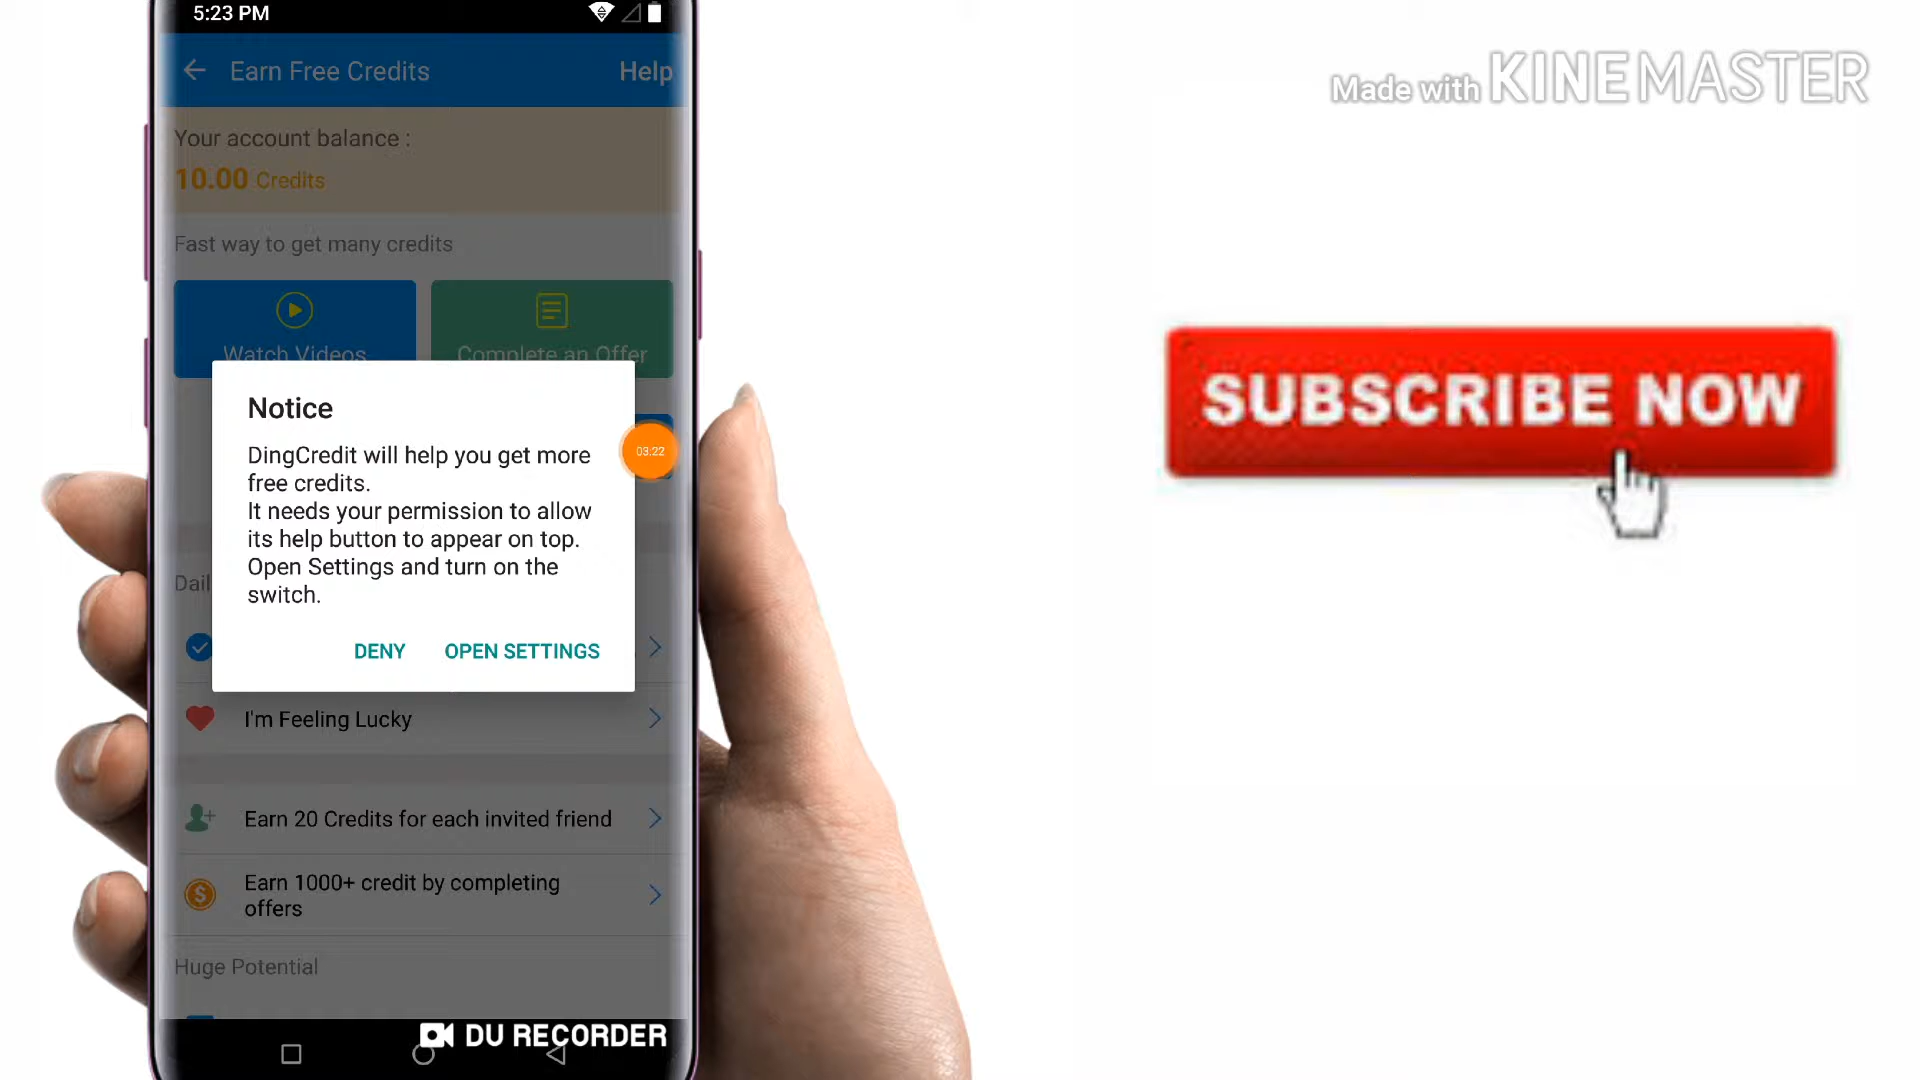 5:23 PM
Earn Free Credits
Help
Your account balance :
10.00 Credits
Fast way to get many credits
Watch Videos
Complete an Offer
Notice
DingCredit will help you get more
free credits.
It needs your permission to allow
its help button to appear on top.
Open Settings and turn on the
switch.
DENY
OPEN SETTINGS
03:22
Dail
I'm Feeling Lucky
Earn 20 Credits for each invited friend
Earn 1000+ credit by completing
offers
Huge Potential
DU RECORDER
Made with KINEMASTER
SUBSCRIBE NOW